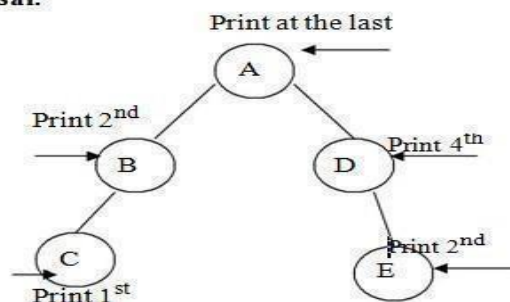 sal.
Print at the last
A
Print 2nd
B
D
Print 4th
C
Print 1st
E
Print 2nd